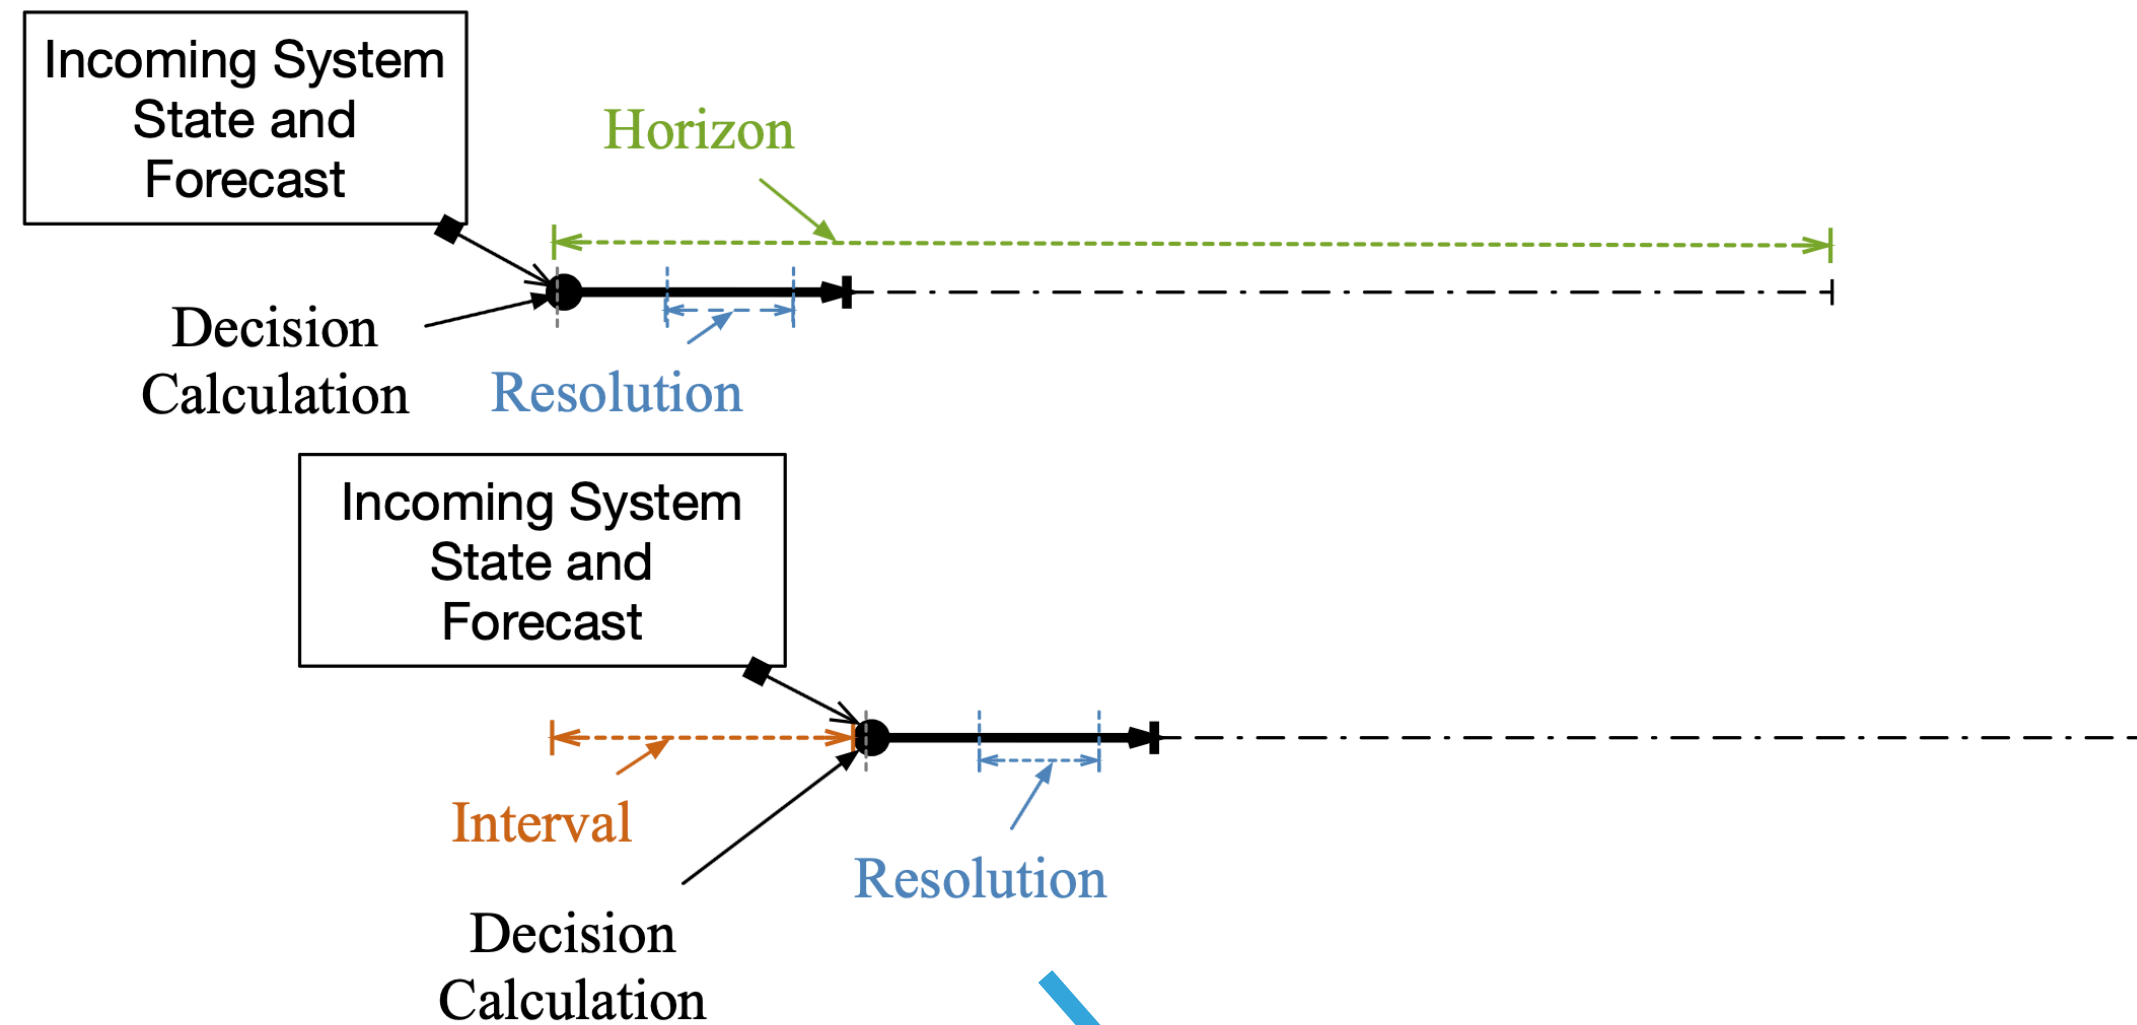 Incoming System
State and
Forecast
Horizon
Decision
Calculation
Resolution
Incoming System
State and
Forecast
Interval
Resolution
Decision
Calculation